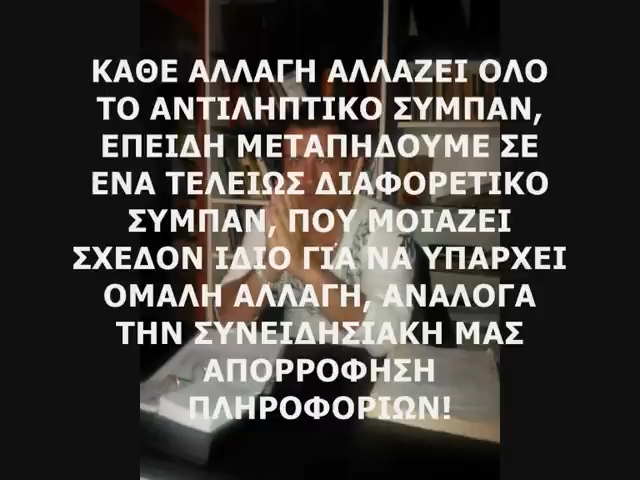 ΚΑΘΕ ΑΛΛΑΓΗ ΑΛΛΑΖΕΙ ΟΛΟ
ΤΟ ΑΝΤΙΛΗΠΤΙΚΟ ΣΥΜΠΑΝ,
ΕΠΕΙΔΗ ΜΕΤΑΠΗΔΟΥΜΕ ΣΕ
ΕΝΑ ΤΕΛΕΙΩΣ ΔΙΑΦΟΡΕΤΙΚΟ
ΣΥΜΠΑΝ, ΠΟΥ ΜΟΙΑΖΕΙ
ΣΧΕΔΟΝ ΙΔΙΟ ΓΙΑ ΝΑ ΥΠΑΡΧΕΙ
ΟΜΑΛΗ ΑΛΛΑΓΗ, ΑΝΑΛΟΓΑ
ΤΗΝ ΣΥΝΕΙΔΗΣΙΑΚΗ ΜΑΣ
ΑΠΟΡΡΟΦΗΣΗ
ΠΛΗΡΟΦΟΡΙΩΝ!